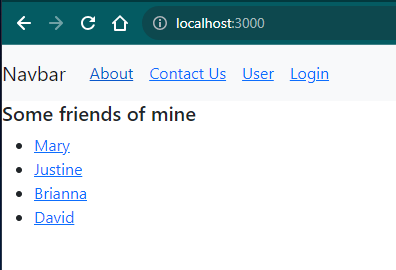 localhost:3000
Navbar About Contact Us User Login
Some friends of mine
Mary
Justine
Brianna
David